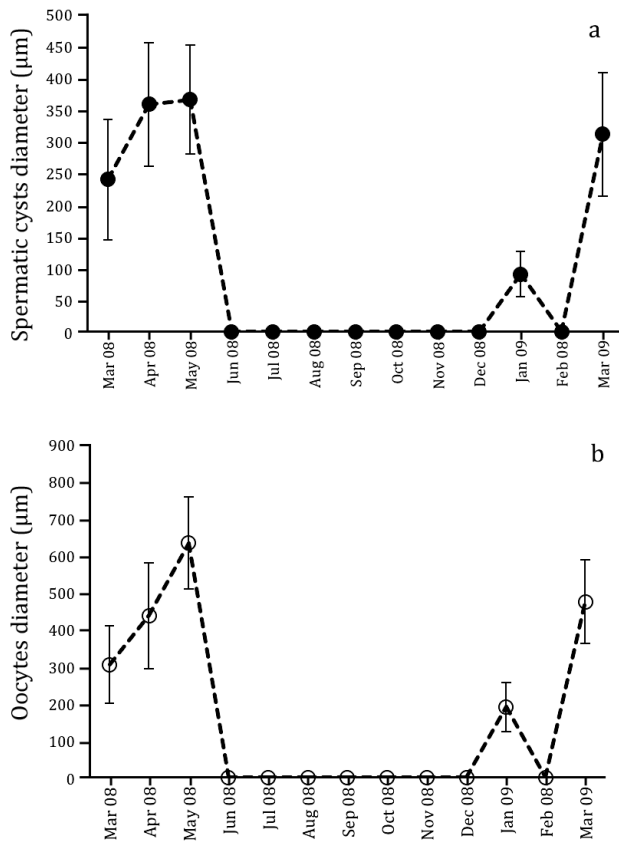 a
Spermatic cysts diameter (μm)
500
450
400
350
300
250
200
150
100
50
0
Mar 08
Apr 08
May 08
Jun 08
Jul 08
Aug 08
Sep 08
Oct 08
Nov 08
Dec 08
Jan 09
Feb 08
Mar 09
b
Oocytes diameter (μm)
900
800
700
600
500
400
300
200
100
0
Mar 08
Apr 08
May 08
Jun 08
Jul 08
Aug 08
Sep 08
Oct 08
Nov 08
Dec 08
Jan 09
Feb 08
Mar 09